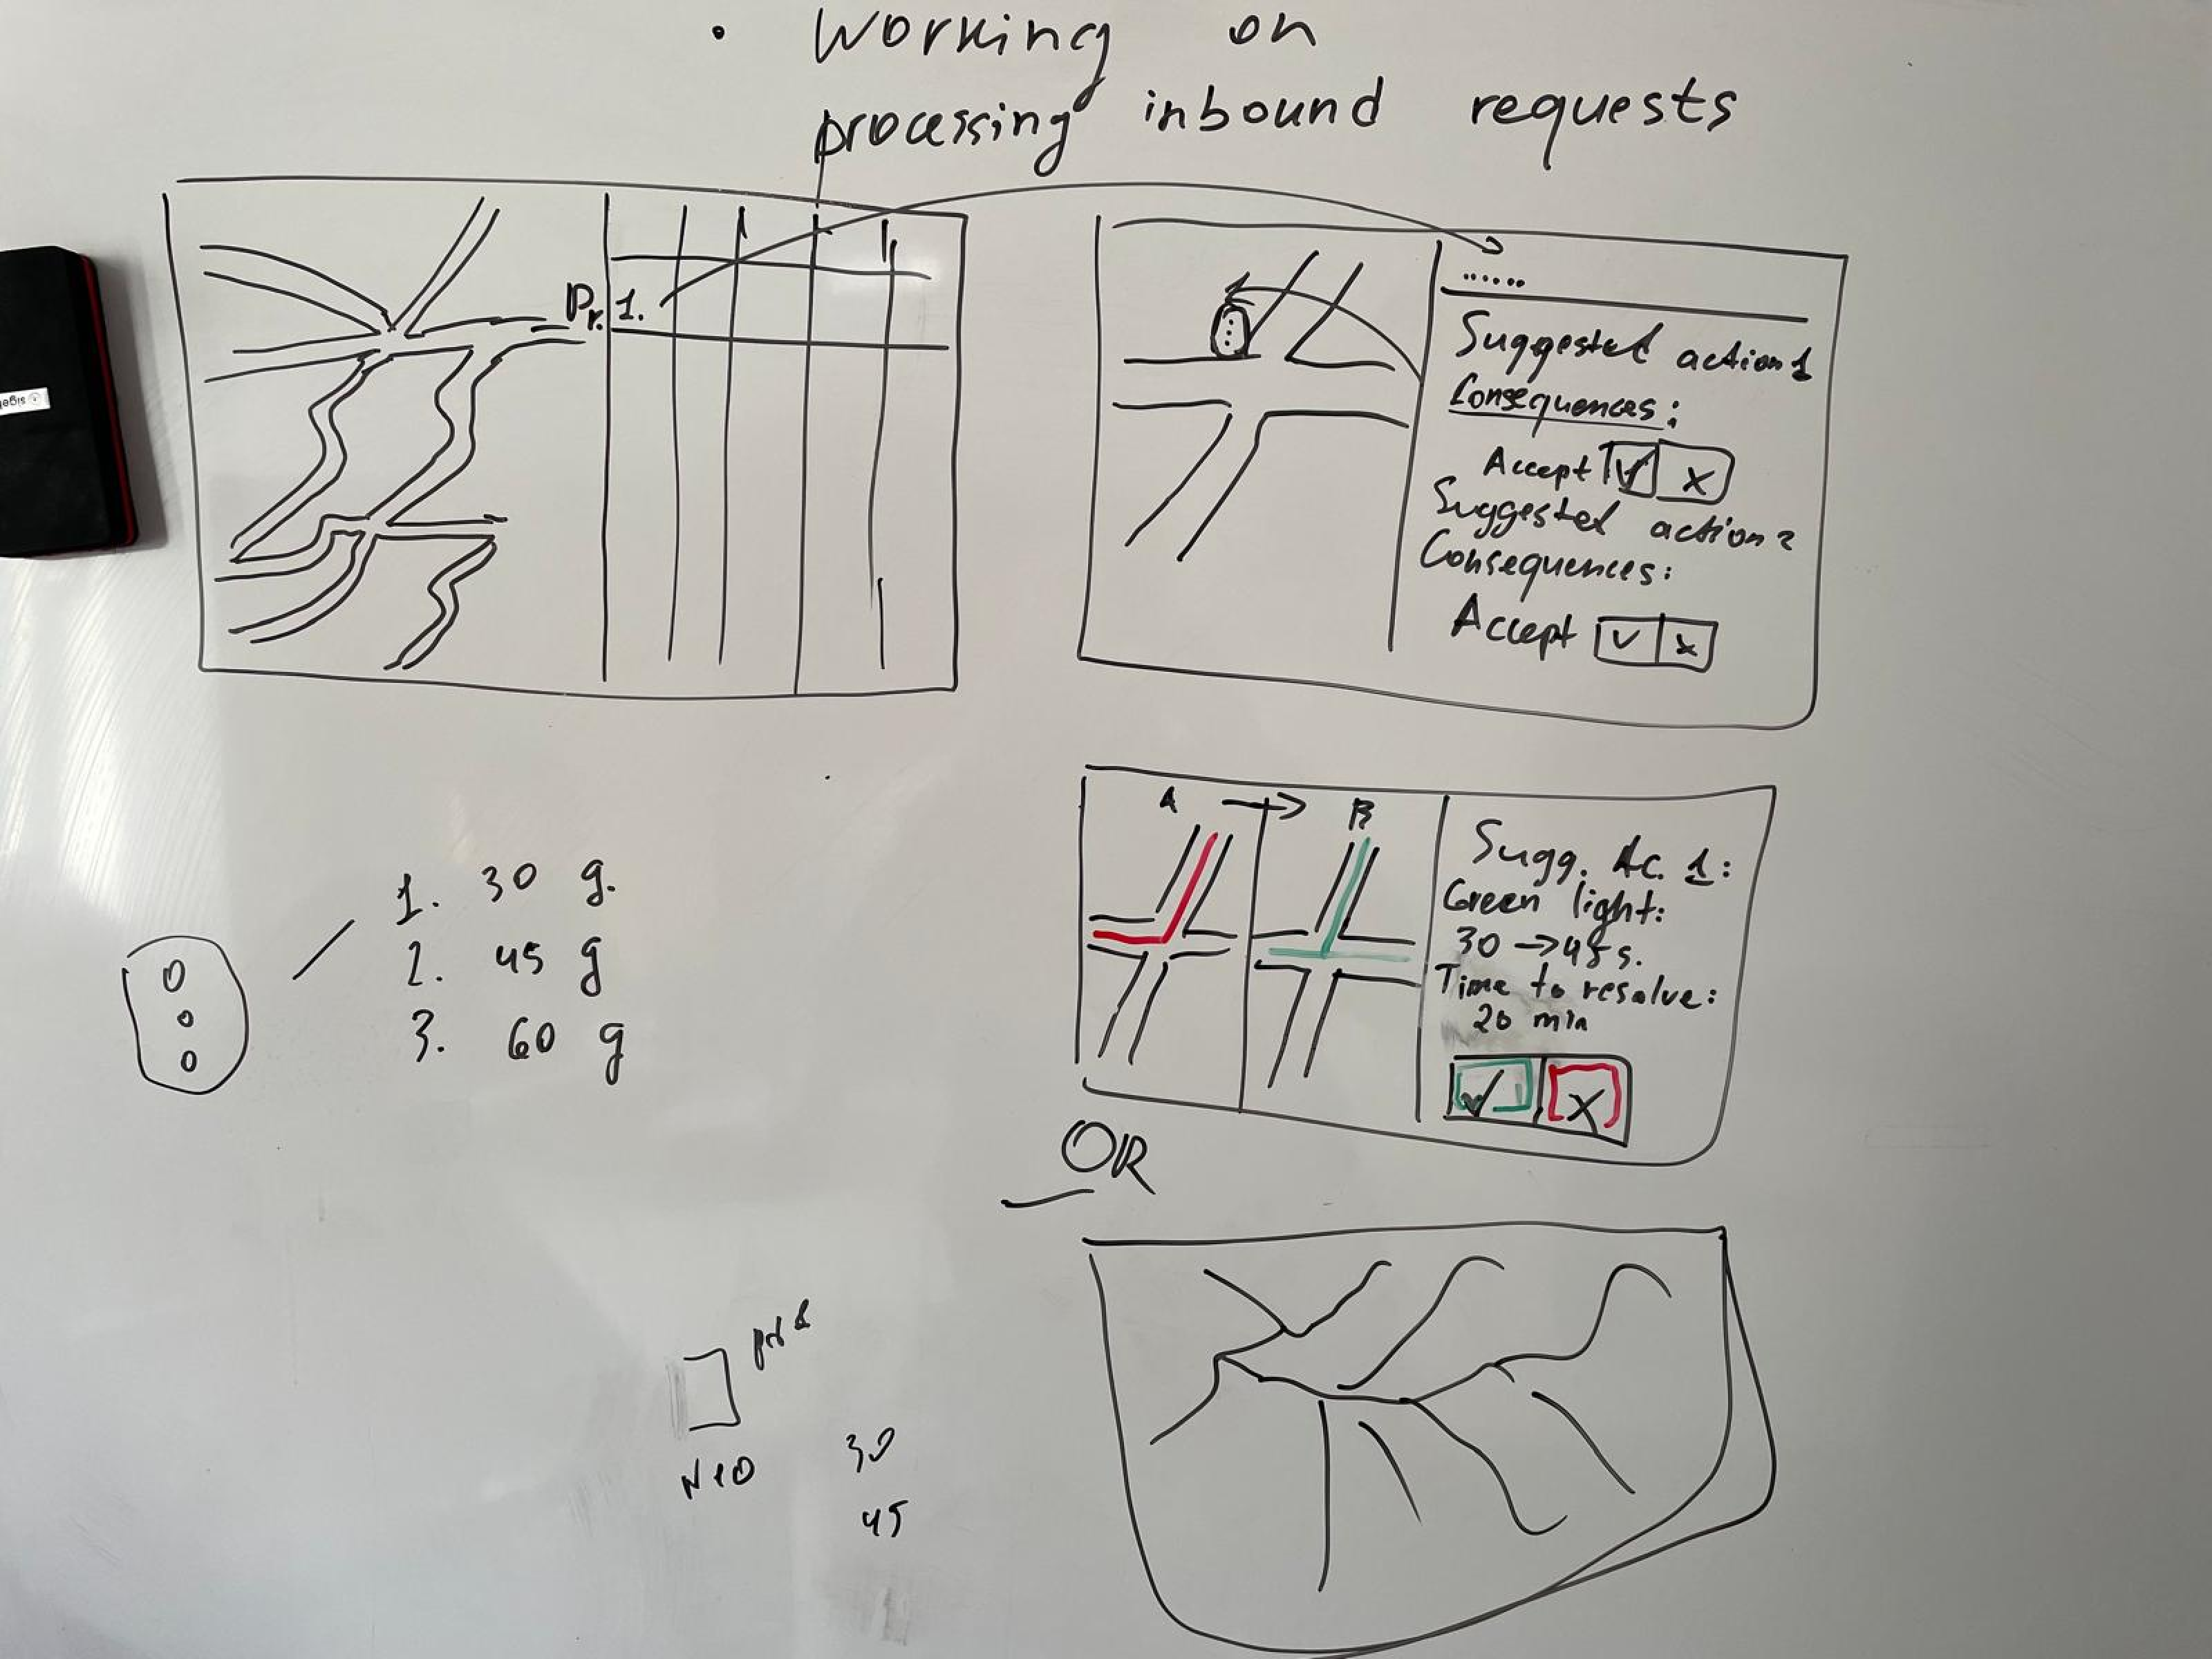 • Working on
processing inbound requests
Pr. 1.
......
Suggested action 1
Consequences:
Accept ✓ x
Suggested action 2
Consequences:
Accept ✓ x
A → B
Sugg. Ac. 1:
Green light:
30 → 45 s.
Time to resolve:
20 min
✓ X
OR
1. 30 g.
2. 45 g
3. 60 g
30
45